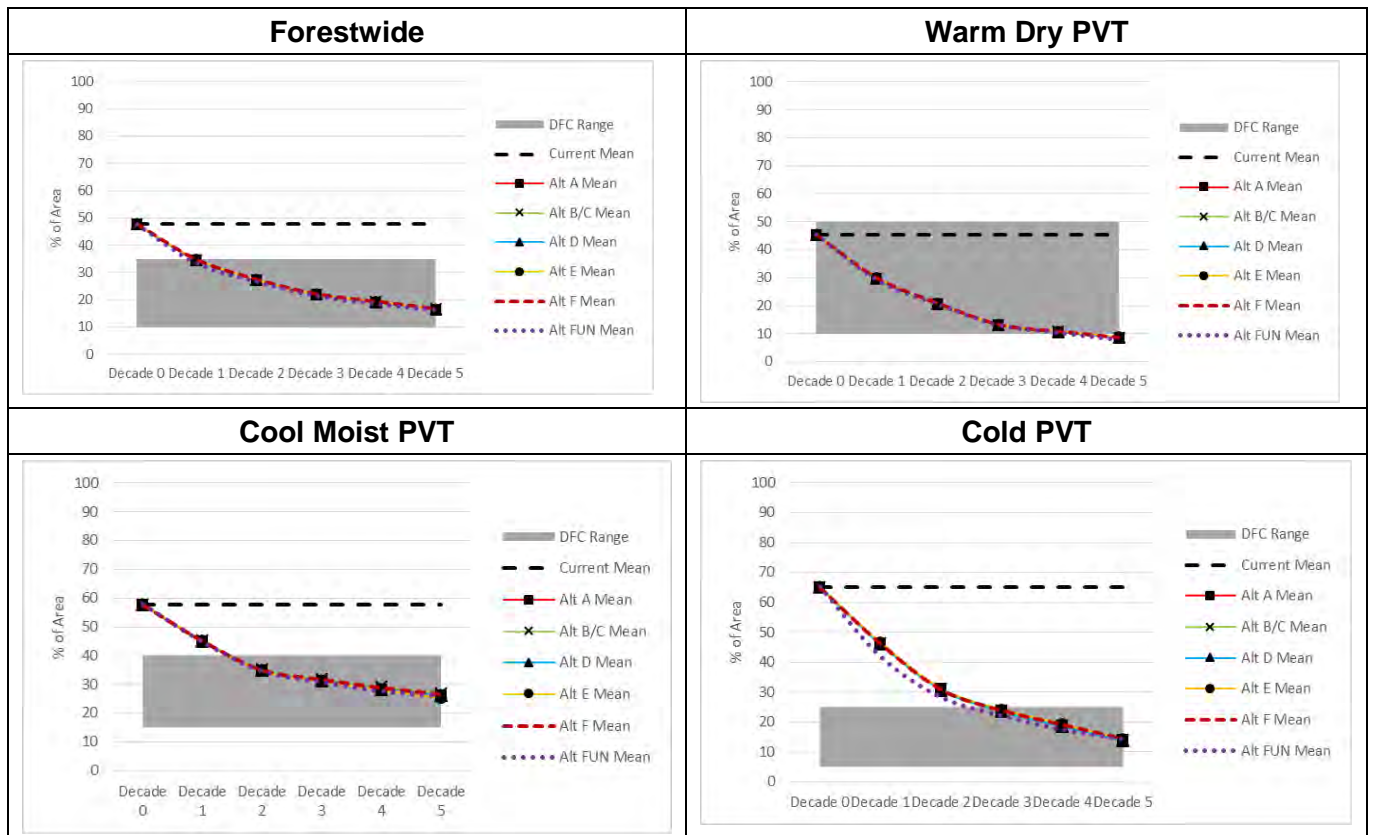 Forestwide
100
90
80
70
60
50
40
30
20
10
0
% of Area
Decade 0 Decade 1 Decade 2 Decade 3 Decade 4 Decade 5
DFC Range
Current Mean
Alt A Mean
Alt B/C Mean
Alt D Mean
Alt E Mean
Alt F Mean
Alt FUN Mean
Warm Dry PVT
100
90
80
70
60
50
40
30
20
10
0
% of Area
Decade 0 Decade 1 Decade 2 Decade 3 Decade 4 Decade 5
DFC Range
Current Mean
Alt A Mean
Alt B/C Mean
Alt D Mean
Alt E Mean
Alt F Mean
Alt FUN Mean
Cool Moist PVT
100
90
80
70
60
50
40
30
20
10
0
% of Area
Decade Decade Decade Decade Decade Decade
0 1 2 3 4 5
DFC Range
Current Mean
Alt A Mean
Alt B/C Mean
Alt D Mean
Alt E Mean
Alt F Mean
Alt FUN Mean
Cold PVT
100
90
80
70
60
50
40
30
20
10
0
% of Area
Decade 0 Decade 1 Decade 2 Decade 3 Decade 4 Decade 5
DFC Range
Current Mean
Alt A Mean
Alt B/C Mean
Alt D Mean
Alt E Mean
Alt F Mean
Alt FUN Mean